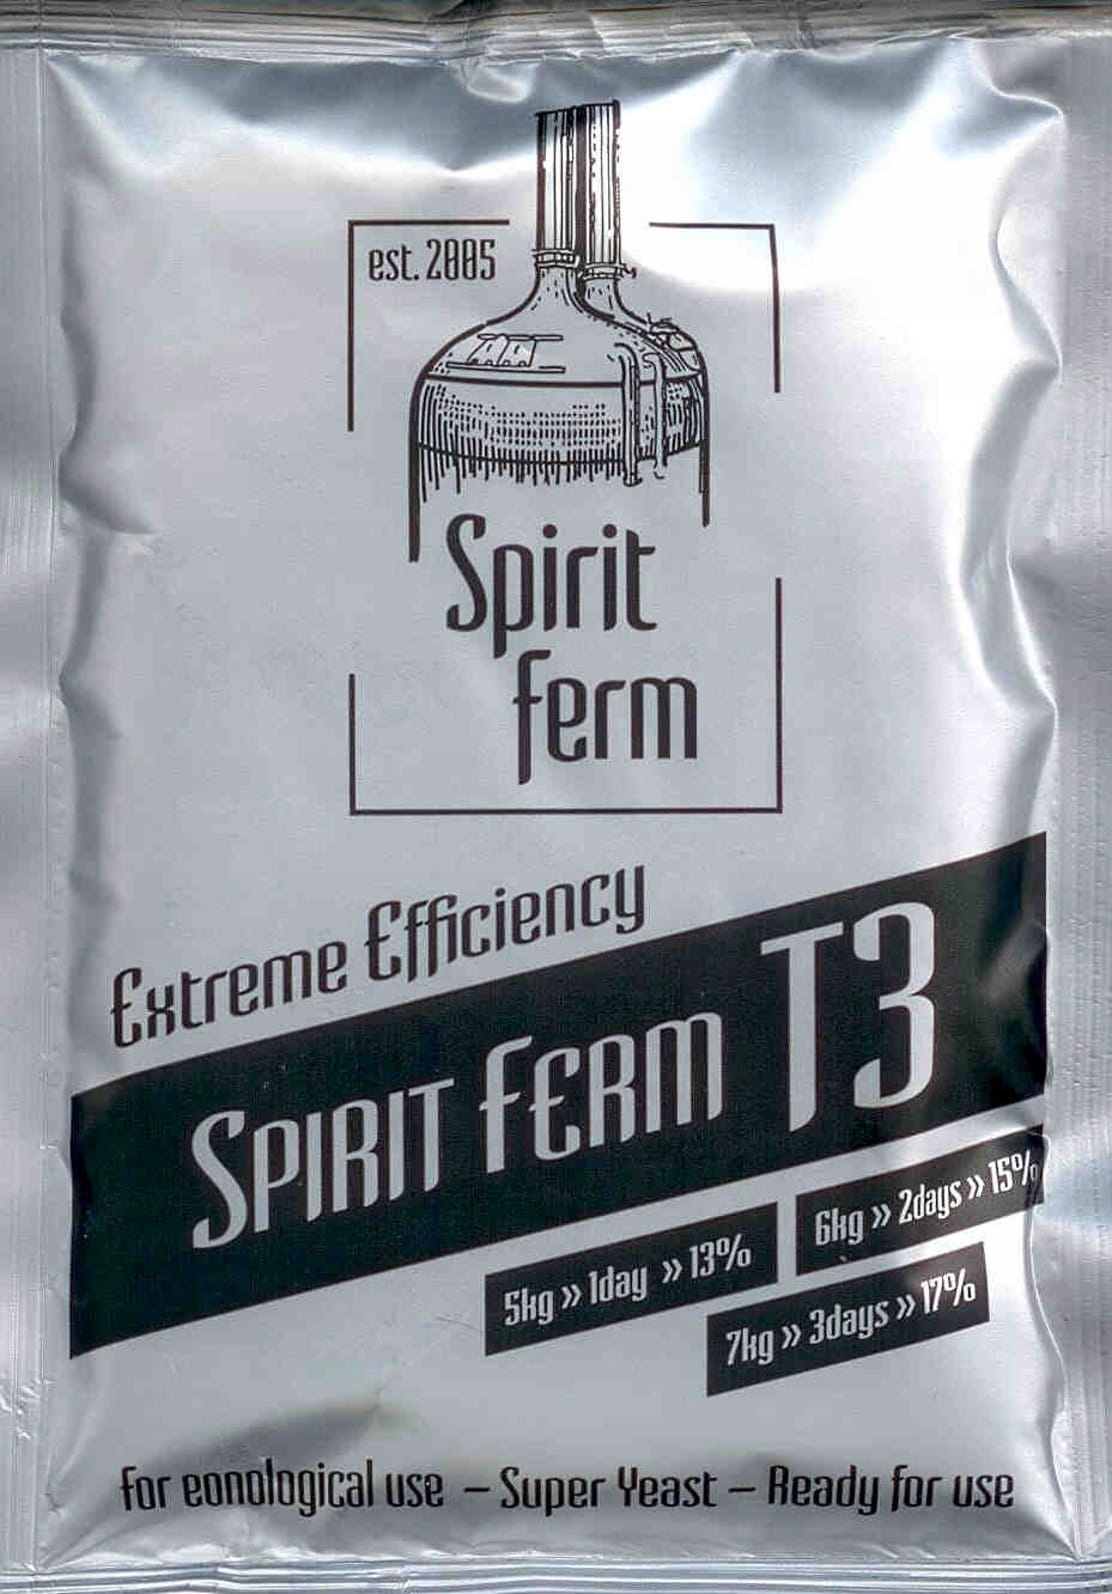 est. 2005
Spirit
ferm
Extreme Efficiency
SPIRIT FERM T3
5kg » 1day » 13%
6kg » 2days » 15%
7kg » 3days » 17%
for eonological use – Super Yeast – Ready for use